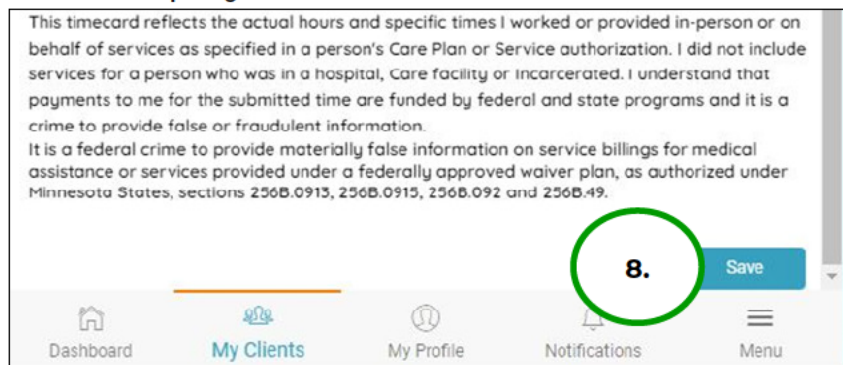 This timecard reflects the actual hours and specific times I worked or provided in-person or on
behalf of services as specified in a person's Care Plan or Service authorization. I did not include
services for a person who was in a hospital, Care facility or Incarcerated. I understand that
payments to me for the submitted time are funded by federal and state programs and it is a
crime to provide false or fraudulent information.
It is a federal crime to provide materially false information on service billings for medical
assistance or services provided under a federally approved waiver plan, as authorized under
Minnesota States, sections 256B.0913, 256B.0915, 256B.092 and 256B.49.
8.
Save
Dashboard
My Clients
My Profile
Notifications
Menu